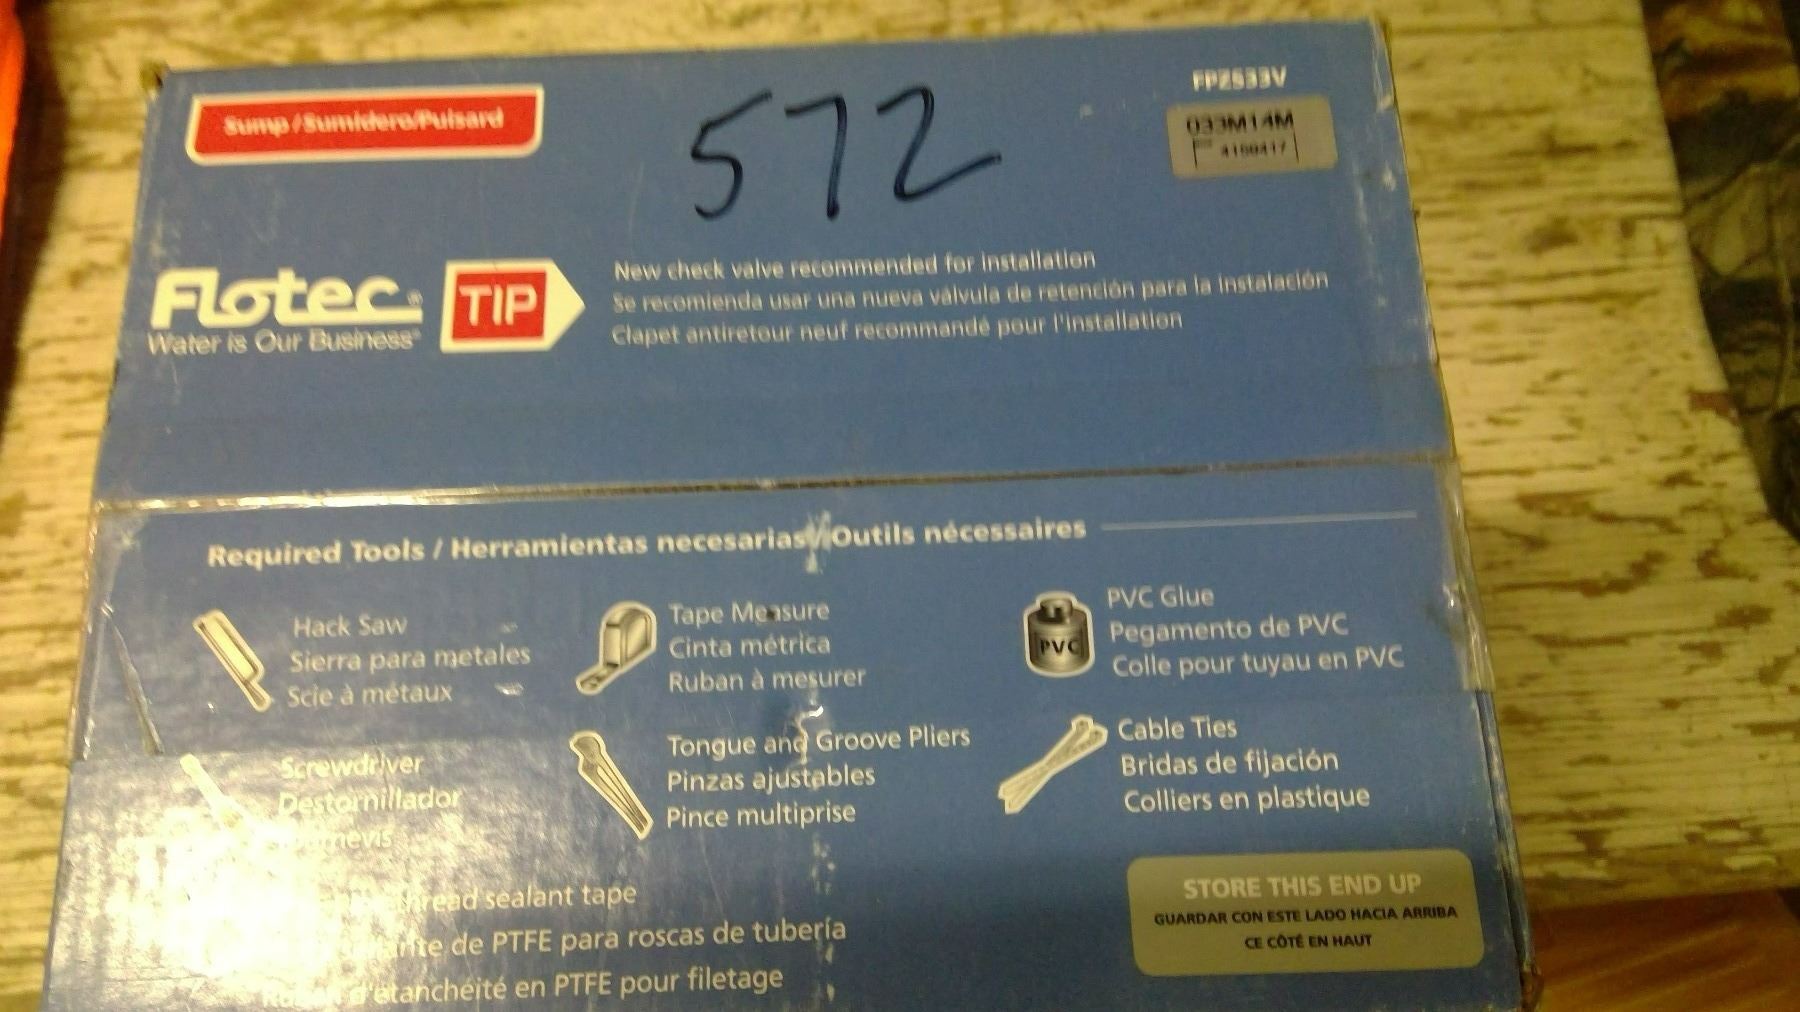 Sump/Sumidero/Puisard
572
FPZS33V
033M14M
F 4150417
Flotec®
Water is Our Business
TIP
New check valve recommended for installation
Se recomienda usar una nueva válvula de retención para la instalación
Clapet antiretour neuf recommandé pour l'installation
Required Tools / Herramientas necesarias / Outils nécessaires
Hack Saw
Sierra para metales
Scie à métaux
Tape Measure
Cinta métrica
Ruban à mesurer
PVC
PVC Glue
Pegamento de PVC
Colle pour tuyau en PVC
Screwdriver
Destornillador
Tongue and Groove Pliers
Pinzas ajustables
Pince multiprise
Cable Ties
Bridas de fijación
Colliers en plastique
sealant tape
de PTFE para roscas de tubería
d'étanchéité en PTFE pour filetage
STORE THIS END UP
GUARDAR CON ESTE LADO HACIA ARRIBA
CE CÔTÉ EN HAUT